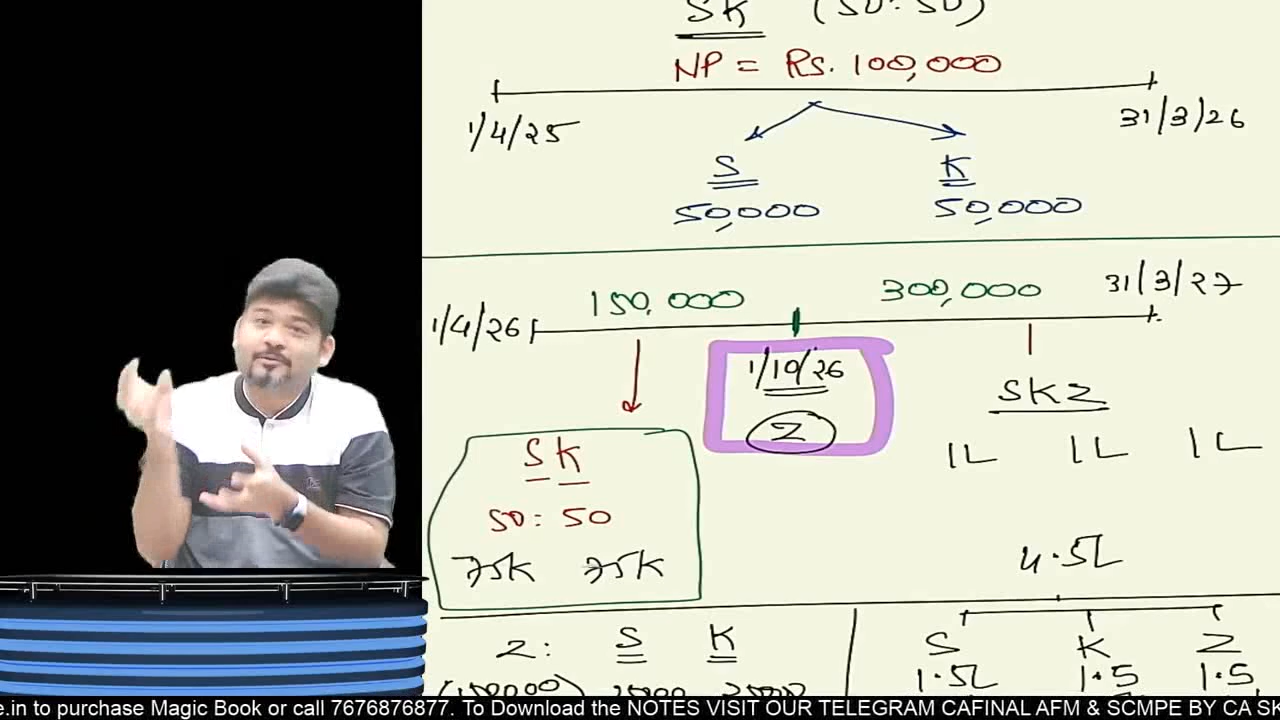 SK (50:50)
NP = Rs. 100,000
1/4/25 31/3/26
S K
50,000 50,000
150,000 300,000 31/3/27
1/4/26
1/10/26
Z
SKZ
1L 1L 1L
SK
50:50
75K 75K
4.5L
Z: S K
S K Z
1.5L 1.5 1.5
(150000) 75000 75000
e.in to purchase Magic Book or call 7676876877. To Download the NOTES VISIT OUR TELEGRAM CAFINAL AFM & SCMPE BY CA SK